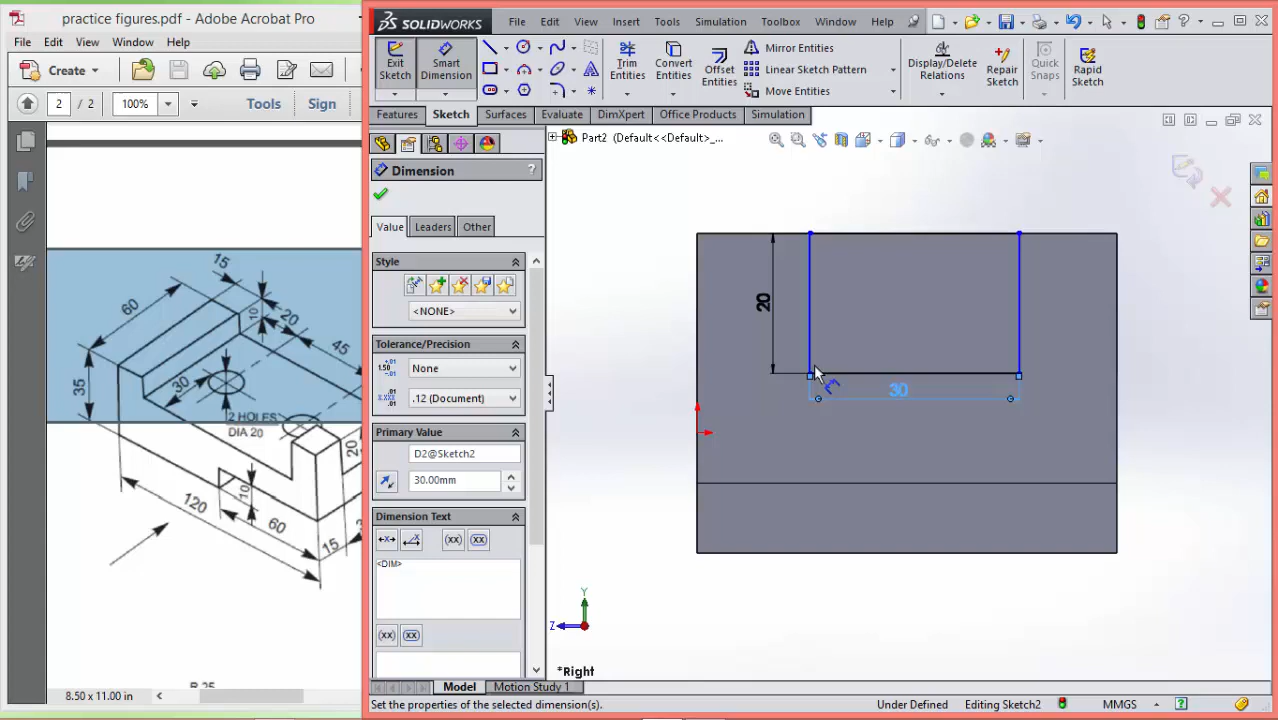 practice figures.pdf - Adobe Acrobat Pro
File Edit View Window Help
Create
2 / 2 100% Tools Sign
15
60
10
20
45
35
30
2 HOLES
DIA 20
20
10
120
60
15
R 25
8.50 x 11.00 in
SOLIDWORKS
File Edit View Insert Tools Simulation Toolbox Window Help
Exit Sketch
Smart Dimension
Trim Entities
Convert Entities
Offset Entities
Mirror Entities
Linear Sketch Pattern
Move Entities
Display/Delete Relations
Repair Sketch
Quick Snaps
Rapid Sketch
Features Sketch Surfaces Evaluate DimXpert Office Products Simulation
Part2 (Default<<Default>_...
Dimension ?
Value Leaders Other
Style
<NONE>
Tolerance/Precision
None
.12 (Document)
Primary Value
D2@Sketch2
30.00mm
Dimension Text
<DIM>
20
30
Y
Z
*Right
Model Motion Study 1
Set the properties of the selected dimension(s). Under Defined Editing Sketch2 MMGS